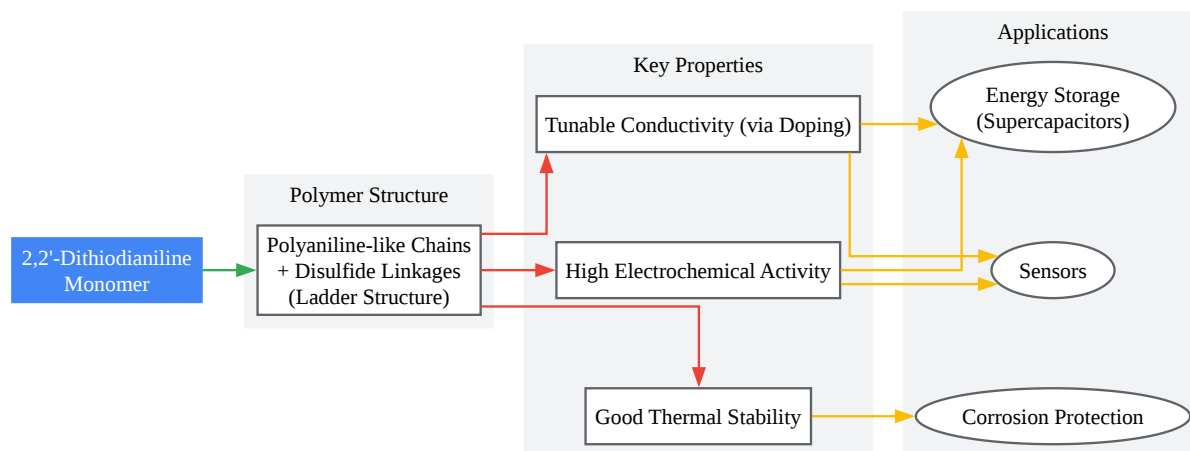 2,2'-Dithiodianiline
Monomer
Polymer Structure
Polyaniline-like Chains
+ Disulfide Linkages
(Ladder Structure)
Key Properties
Tunable Conductivity (via Doping)
High Electrochemical Activity
Good Thermal Stability
Applications
Energy Storage
(Supercapacitors)
Sensors
Corrosion Protection